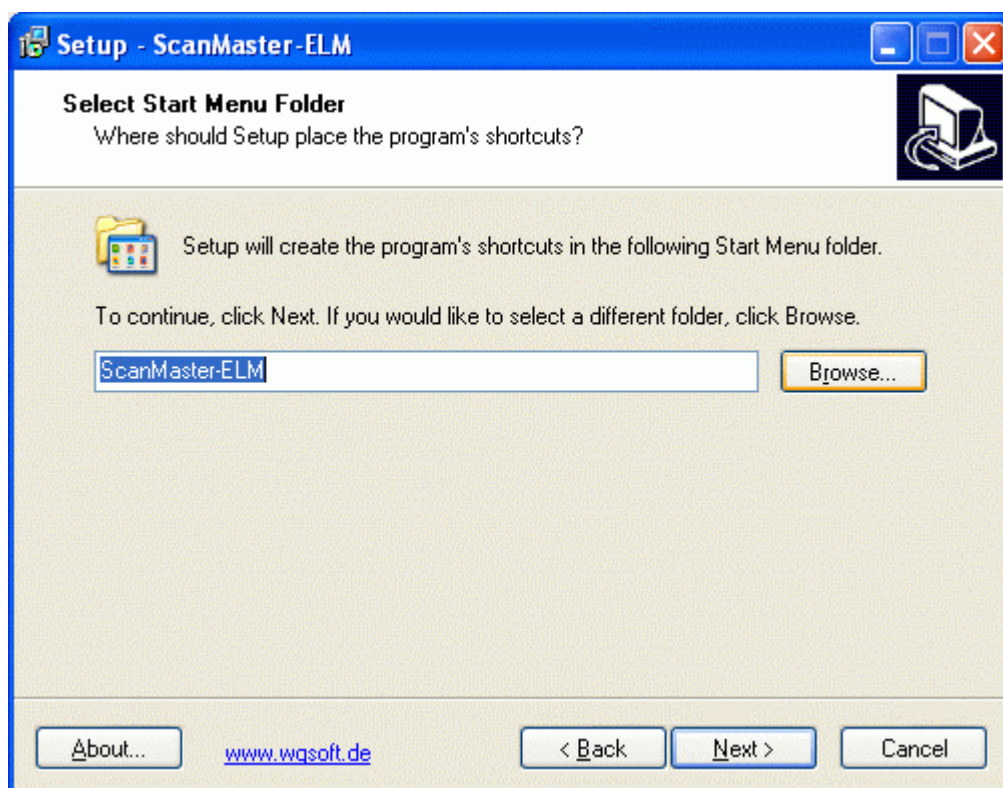 Setup - ScanMaster-ELM
Select Start Menu Folder
Where should Setup place the program's shortcuts?
Setup will create the program's shortcuts in the following Start Menu folder.
To continue, click Next. If you would like to select a different folder, click Browse.
ScanMaster-ELM
Browse...
About...
www.wgsoft.de
< Back
Next >
Cancel